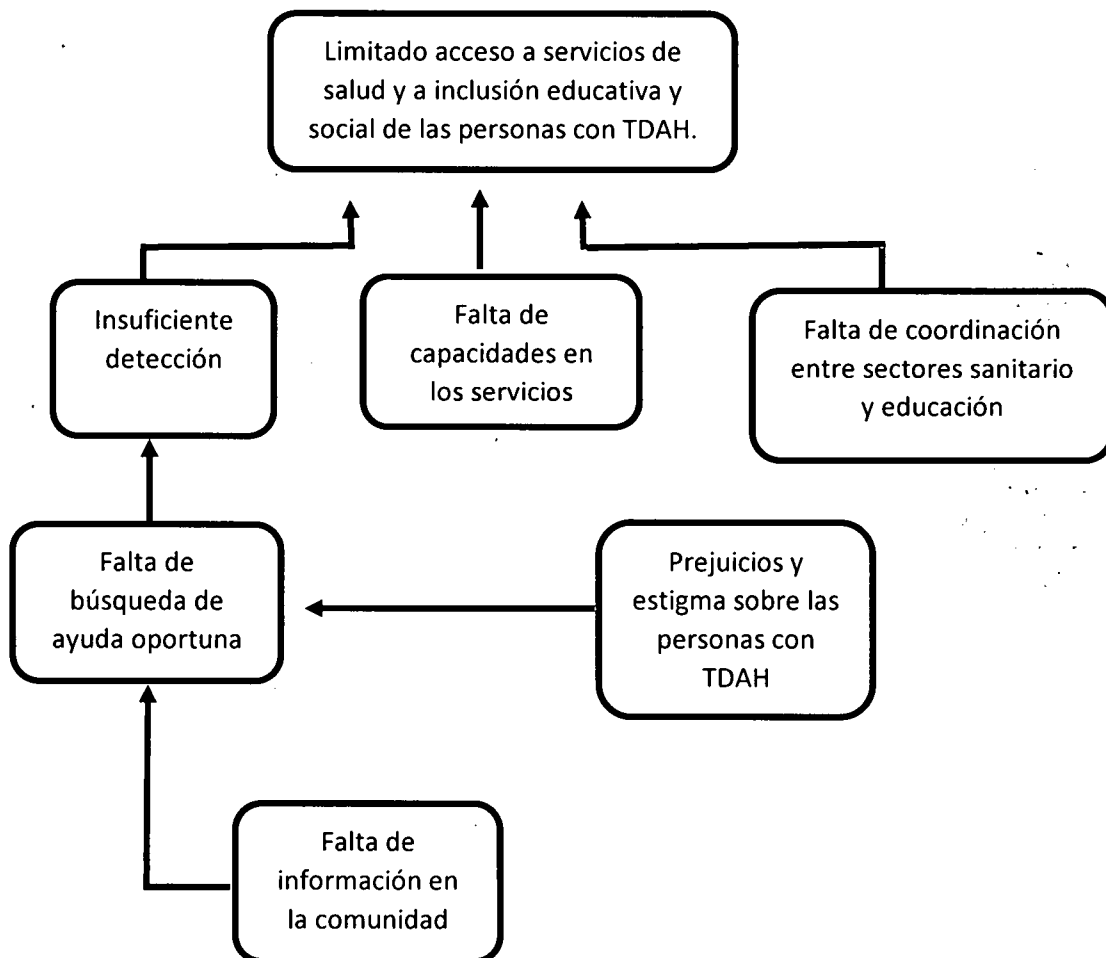 Limitado acceso a servicios de
salud y a inclusión educativa y
social de las personas con TDAH.
Insuficiente
detección
Falta de
capacidades en
los servicios
Falta de coordinación
entre sectores sanitario
y educación
Falta de
búsqueda de
ayuda oportuna
Prejuicios y
estigma sobre las
personas con
TDAH
Falta de
información en
la comunidad